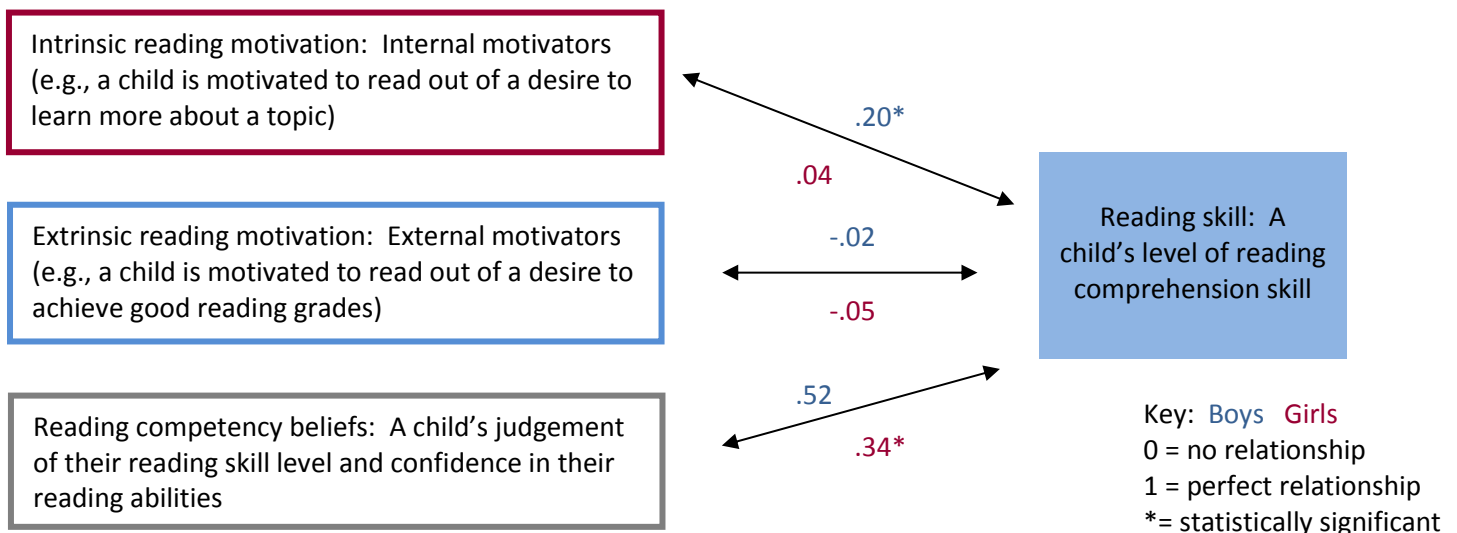 Intrinsic reading motivation:  Internal motivators
(e.g., a child is motivated to read out of a desire to
learn more about a topic)
.20*
.04
Extrinsic reading motivation:  External motivators
(e.g., a child is motivated to read out of a desire to
achieve good reading grades)
-.02
-.05
Reading skill:  A
child’s level of reading
comprehension skill
Reading competency beliefs:  A child’s judgement
of their reading skill level and confidence in their
reading abilities
.52
.34*
Key:  Boys   Girls
0 = no relationship
1 = perfect relationship
*= statistically significant